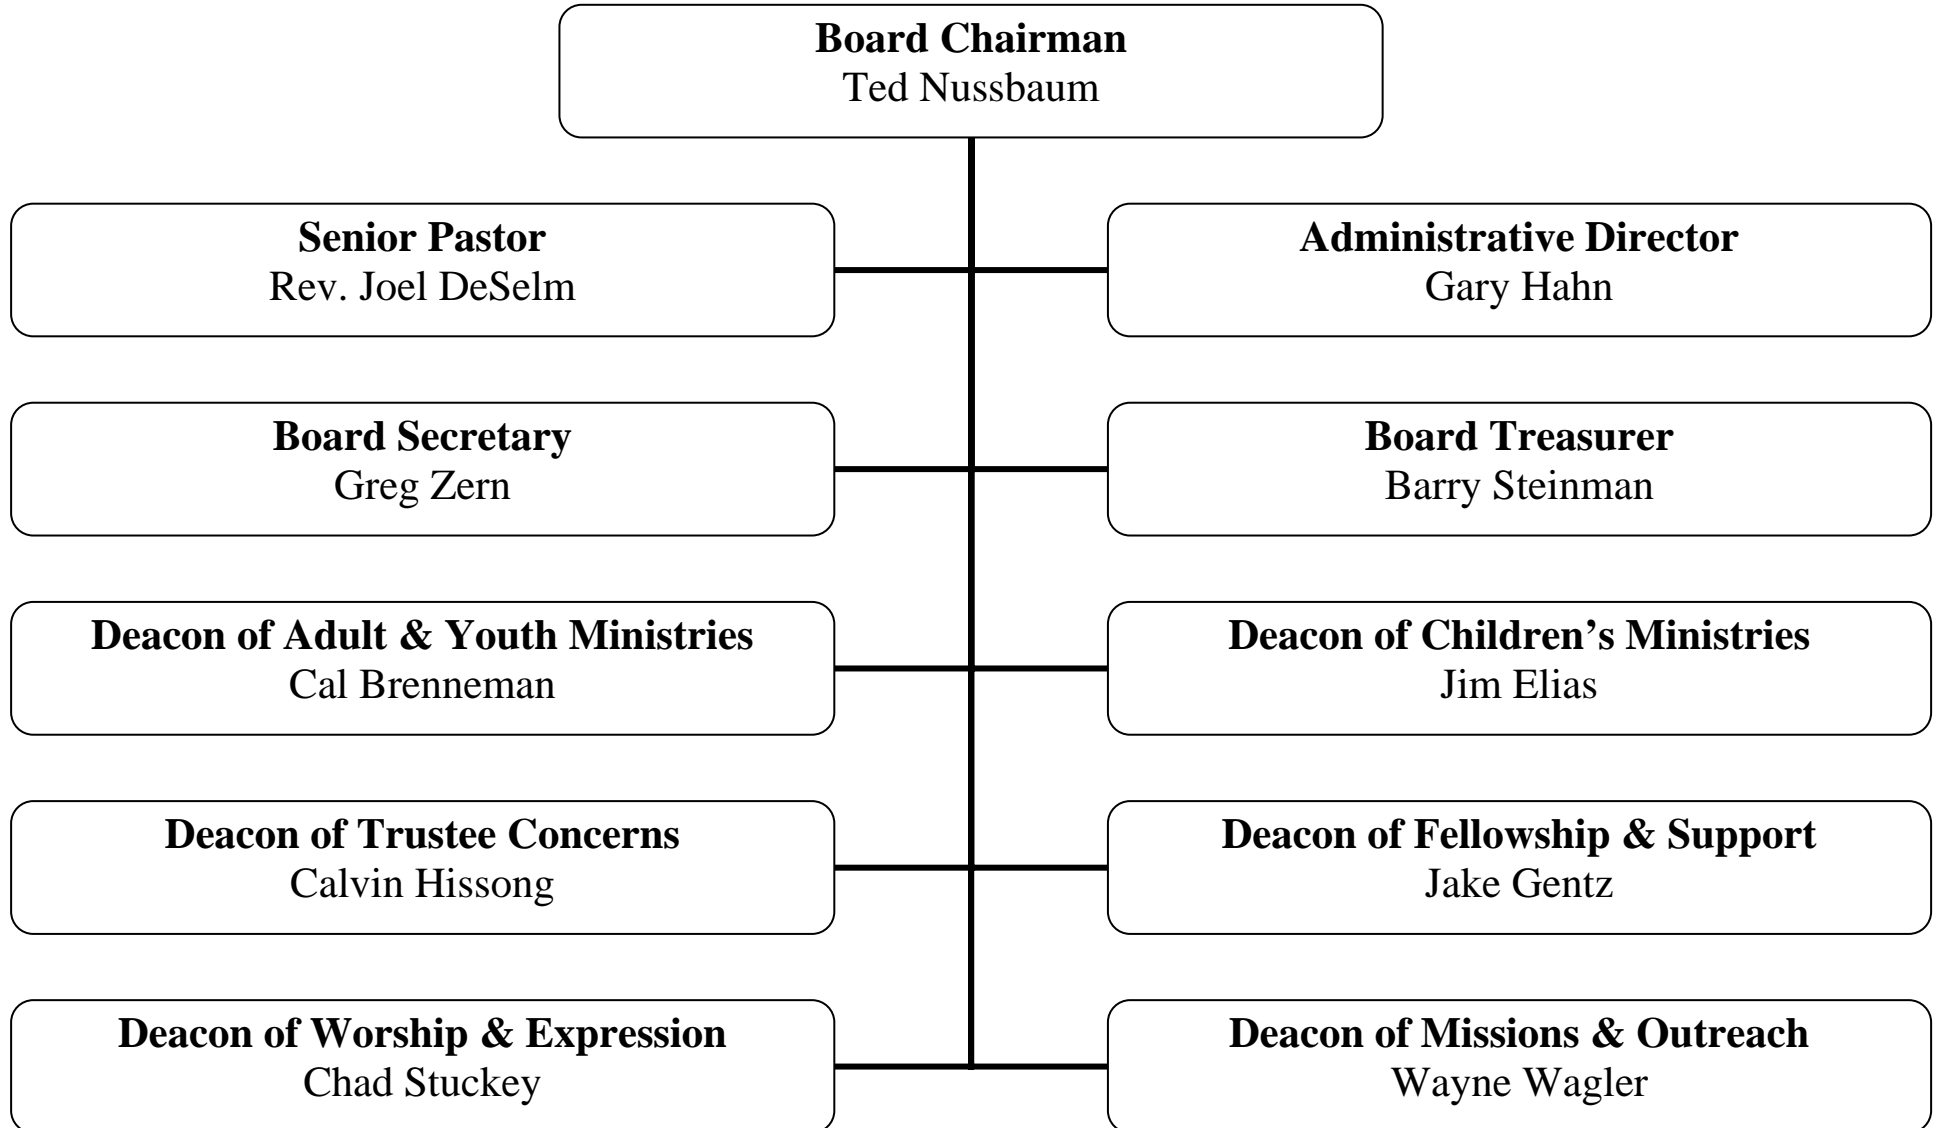 Board Chairman
Ted Nussbaum
Senior Pastor
Rev. Joel DeSelm
Administrative Director
Gary Hahn
Board Secretary
Greg Zern
Board Treasurer
Barry Steinman
Deacon of Adult & Youth Ministries
Cal Brenneman
Deacon of Children’s Ministries
Jim Elias
Deacon of Trustee Concerns
Calvin Hissong
Deacon of Fellowship & Support
Jake Gentz
Deacon of Worship & Expression
Chad Stuckey
Deacon of Missions & Outreach
Wayne Wagler